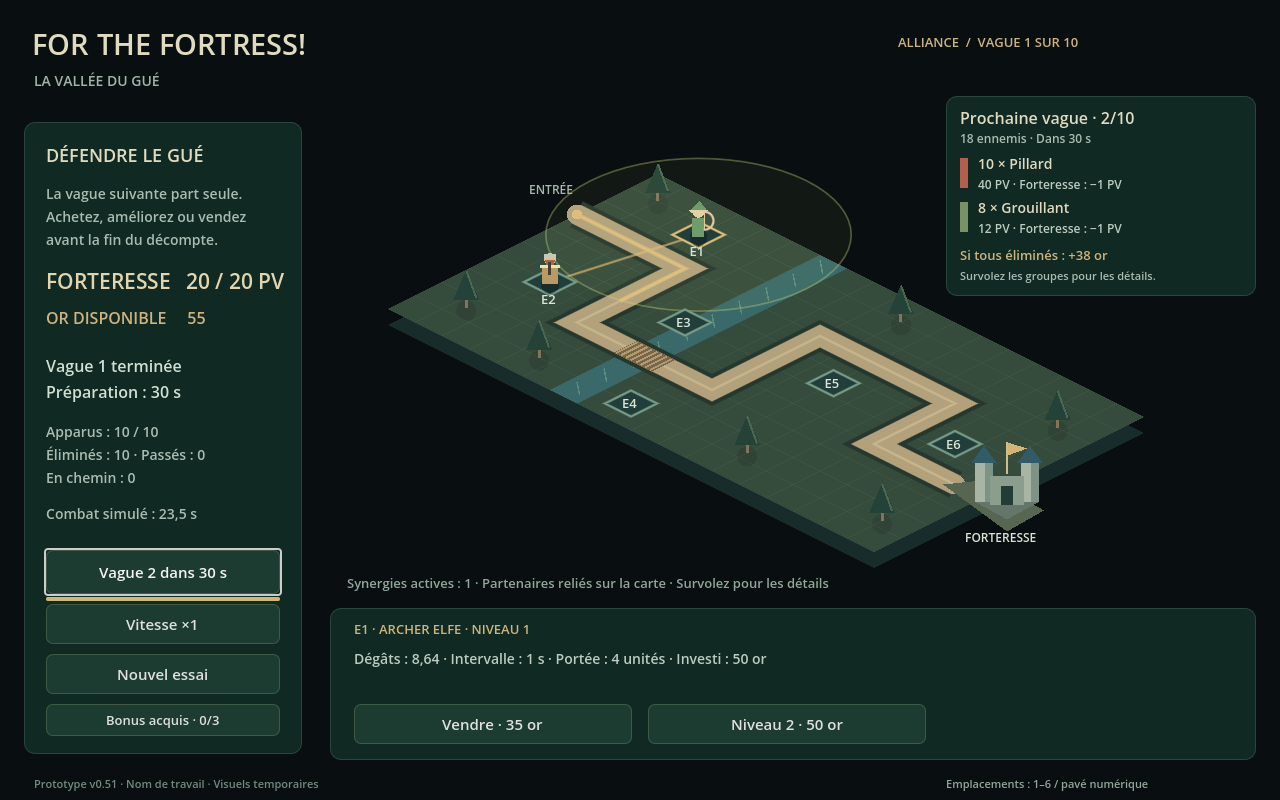 FOR THE FORTRESS!
LA VALLÉE DU GUÉ
ALLIANCE / VAGUE 1 SUR 10
DÉFENDRE LE GUÉ
La vague suivante part seule.
Achetez, améliorez ou vendez
avant la fin du décompte.
FORTERESSE 20 / 20 PV
OR DISPONIBLE 55
Vague 1 terminée
Préparation : 30 s
Apparus : 10 / 10
Éliminés : 10 · Passés : 0
En chemin : 0
Combat simulé : 23,5 s
Vague 2 dans 30 s
Vitesse ×1
Nouvel essai
Bonus acquis · 0/3
Prochaine vague · 2/10
18 ennemis · Dans 30 s
10 × Pillard
40 PV · Forteresse : −1 PV
8 × Grouillant
12 PV · Forteresse : −1 PV
Si tous éliminés : +38 or
Survolez les groupes pour les détails.
ENTRÉE
E1
E2
E3
E4
E5
E6
FORTERESSE
Synergies actives : 1 · Partenaires reliés sur la carte · Survolez pour les détails
E1 · ARCHER ELFE · NIVEAU 1
Dégâts : 8,64 · Intervalle : 1 s · Portée : 4 unités · Investi : 50 or
Vendre · 35 or
Niveau 2 · 50 or
Prototype v0.51 · Nom de travail · Visuels temporaires
Emplacements : 1–6 / pavé numérique